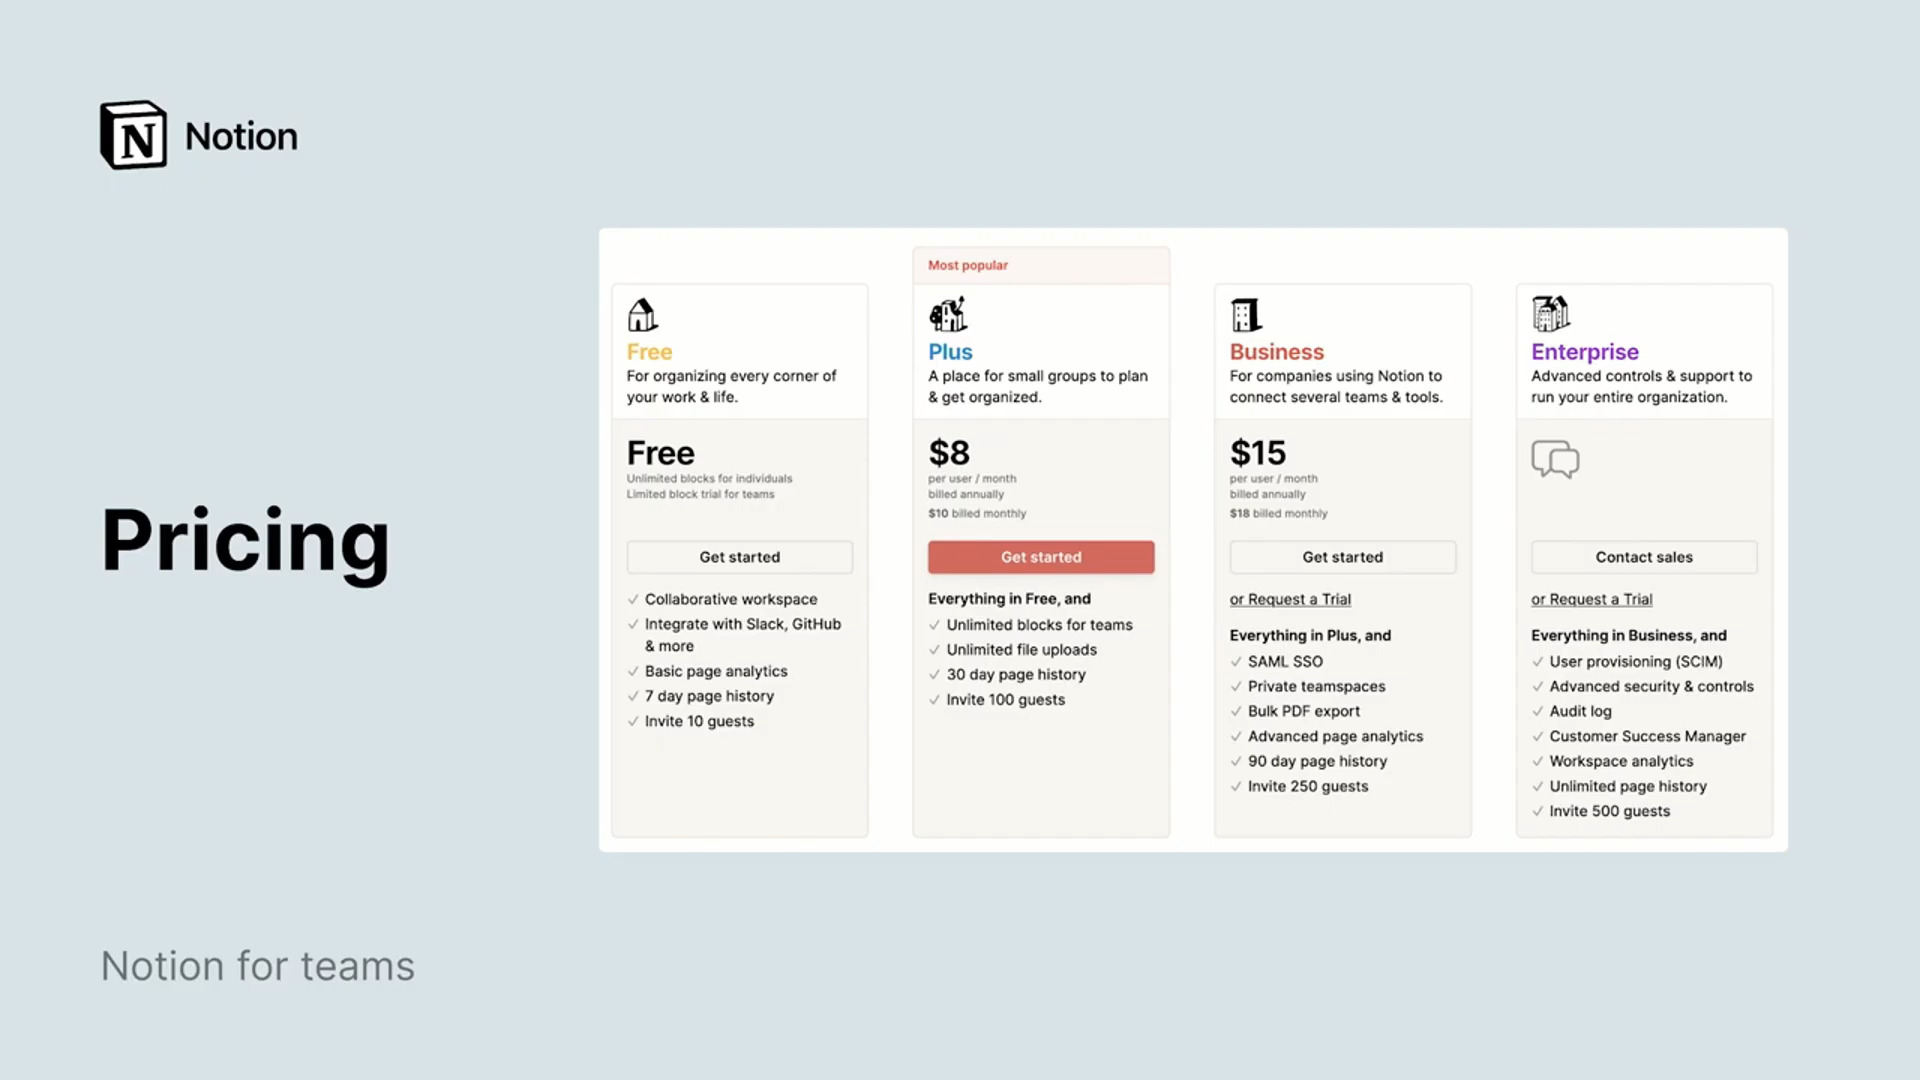 N Notion
Pricing
Notion for teams
Free
For organizing every corner of
your work & life.
Free
Unlimited blocks for individuals
Limited block trial for teams
Get started
✓ Collaborative workspace
✓ Integrate with Slack, GitHub
& more
✓ Basic page analytics
✓ 7 day page history
✓ Invite 10 guests
Most popular
Plus
A place for small groups to plan
& get organized.
$8
per user / month
billed annually
$10 billed monthly
Get started
Everything in Free, and
✓ Unlimited blocks for teams
✓ Unlimited file uploads
✓ 30 day page history
✓ Invite 100 guests
Business
For companies using Notion to
connect several teams & tools.
$15
per user / month
billed annually
$18 billed monthly
Get started
or Request a Trial
Everything in Plus, and
✓ SAML SSO
✓ Private teamspaces
✓ Bulk PDF export
✓ Advanced page analytics
✓ 90 day page history
✓ Invite 250 guests
Enterprise
Advanced controls & support to
run your entire organization.
Contact sales
or Request a Trial
Everything in Business, and
✓ User provisioning (SCIM)
✓ Advanced security & controls
✓ Audit log
✓ Customer Success Manager
✓ Workspace analytics
✓ Unlimited page history
✓ Invite 500 guests